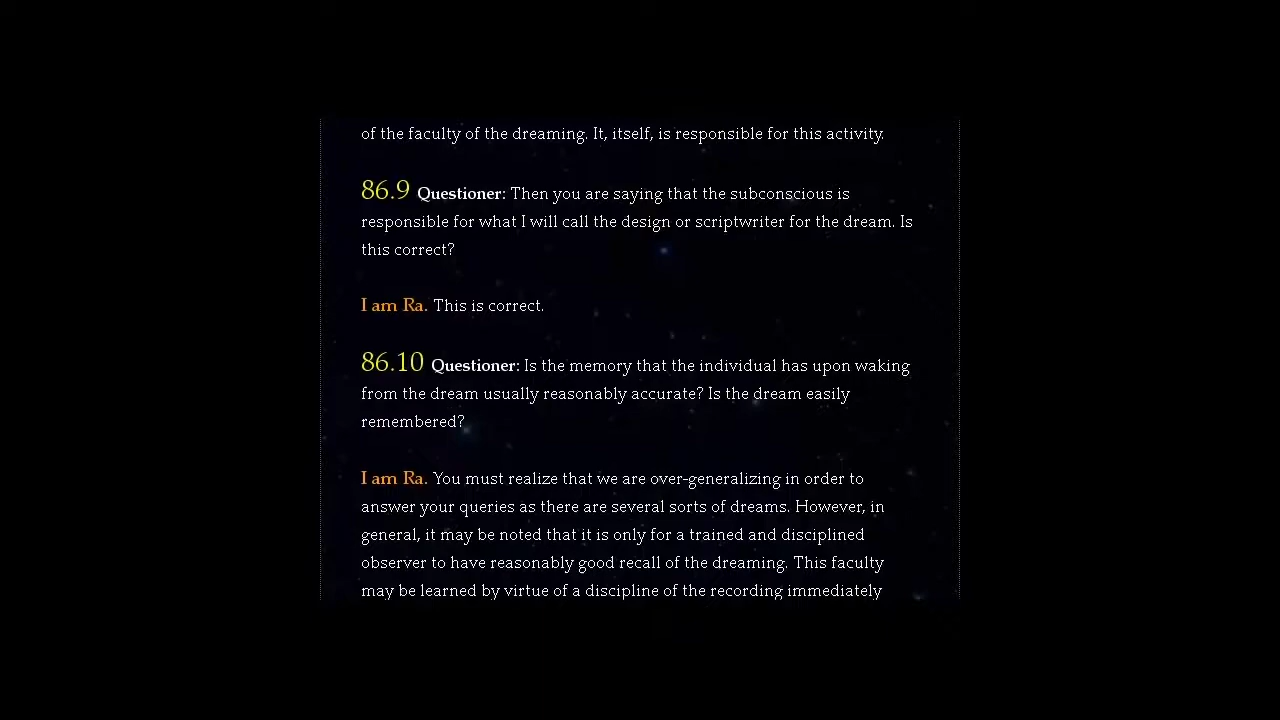 of the faculty of the dreaming. It, itself, is responsible for this activity.
86.9 Questioner: Then you are saying that the subconscious is
responsible for what I will call the design or scriptwriter for the dream. Is
this correct?
I am Ra. This is correct.
86.10 Questioner: Is the memory that the individual has upon waking
from the dream usually reasonably accurate? Is the dream easily
remembered?
I am Ra. You must realize that we are over-generalizing in order to
answer your queries as there are several sorts of dreams. However, in
general, it may be noted that it is only for a trained and disciplined
observer to have reasonably good recall of the dreaming. This faculty
may be learned by virtue of a discipline of the recording immediately